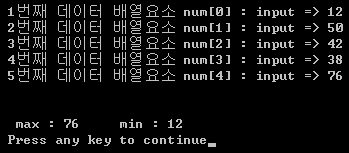 1번째 데이터 배열요소 num[0] : input => 12
2번째 데이터 배열요소 num[1] : input => 50
3번째 데이터 배열요소 num[2] : input => 42
4번째 데이터 배열요소 num[3] : input => 38
5번째 데이터 배열요소 num[4] : input => 76
max : 76 min : 12
Press any key to continue_